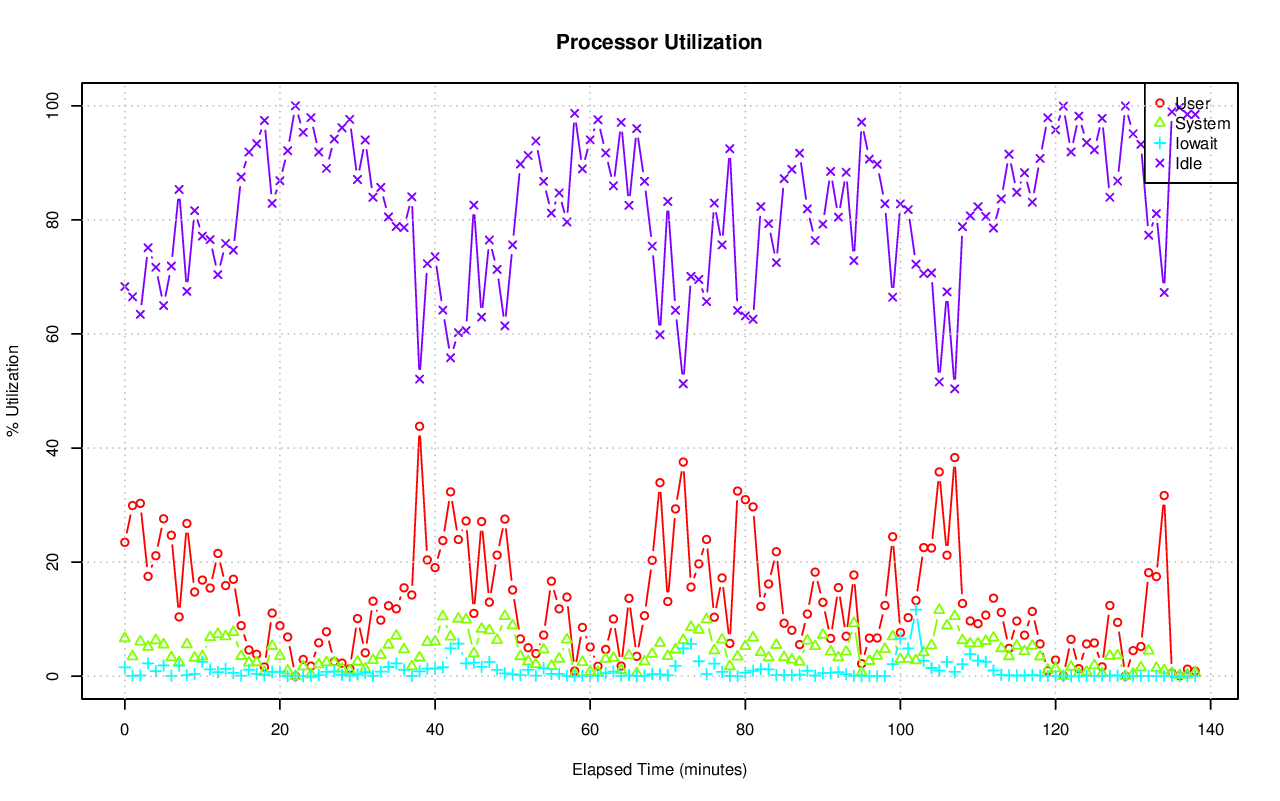 Processor Utilization
100
80
60
40
20
0
% Utilization
User
System
Iowait
Idle
0 20 40 60 80 100 120 140
Elapsed Time (minutes)